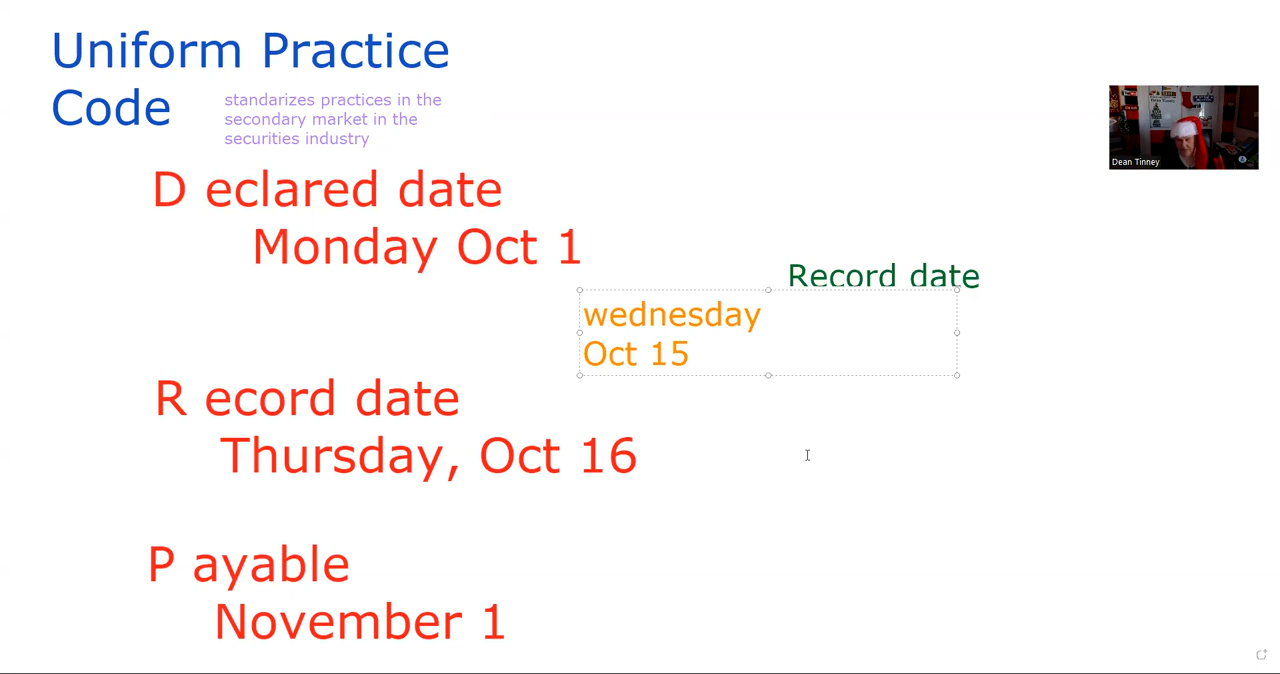 Uniform Practice
Code
standarizes practices in the
secondary market in the
securities industry
Dean Tinney
D eclared date
Monday Oct 1
Record date
wednesday
Oct 15
R ecord date
Thursday, Oct 16
P ayable
November 1